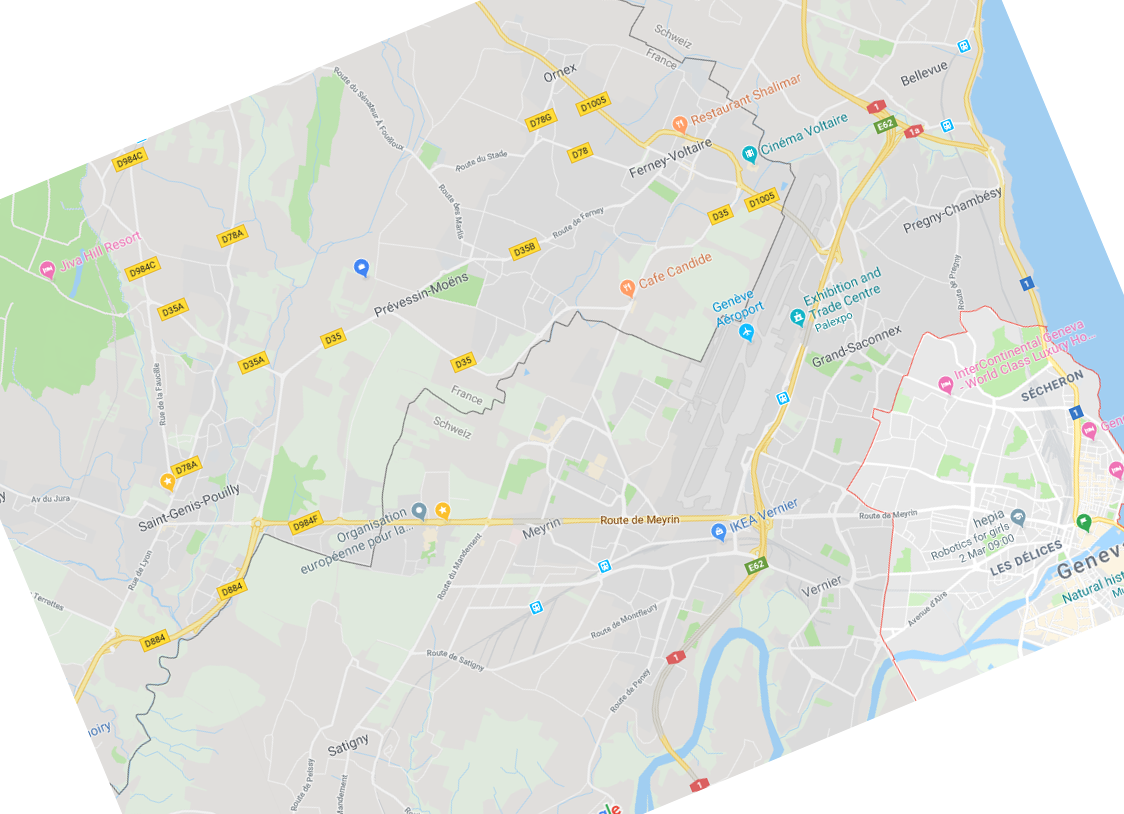 Schweiz
France
Ornex
Bellevue
Route du Sénateur A. Fouilloux
D1005
1
Restaurant Shalimar
D78G
E62
1a
Cinéma Voltaire
D984C
Route du Stade
D78
Ferney-Voltaire
D1005
Route des Marfis
D35
Pregny-Chambésy
Route de Ferney
D78A
D35B
Jiva Hill Resort
D984C
Cafe Candide
Route de Pregny
1
Prévessin-Moëns
Genève
Aéroport
Exhibition and
Trade Centre
Palexpo
D35A
D35
Grand-Saconnex
D35A
D35
InterContinental Geneva
- World Class Luxury Ho...
France
Schweiz
SÉCHERON
Rue de la Faucille
1
D78A
Saint-Genis-Pouilly
Av du Jura
D984F
Organisation
européenne pour la...
Meyrin
Route de Meyrin
IKEA Vernier
Route de Meyrin
hepia
Robotics for girls
2 Mar 09:00
LES DÉLICES
Rue de Lyon
Route du Mandement
E62
Vernier
Natural hist
D884
Avenue d'Aïre
Terrettes
Route de Montfleury
D884
Route de Satigny
1
Route de Peney
oiry
Satigny
Route de Peissy
Mandement
1